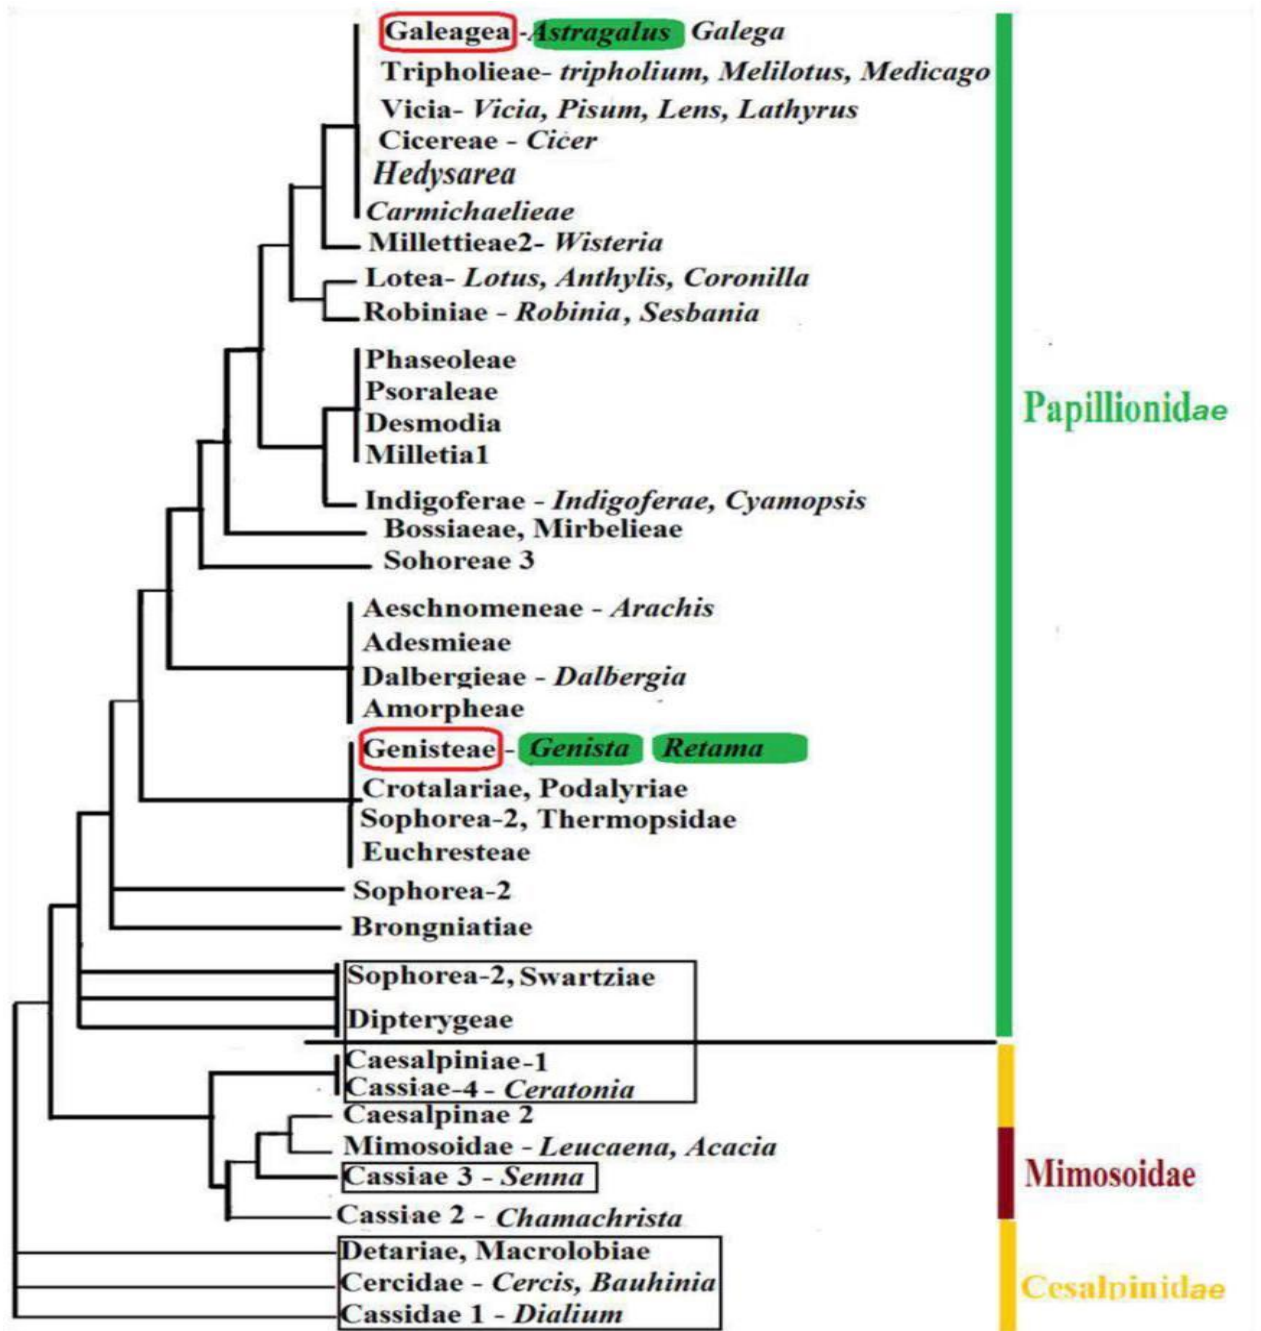 Galeagea -Astragalus Galega
Tripholieae- tripholium, Melilotus, Medicago
Vicia- Vicia, Pisum, Lens, Lathyrus
Cicereae - Cicer
Hedysarea
Carmichaelieae
Millettieae2- Wisteria
Lotea- Lotus, Anthylis, Coronilla
Robiniae - Robinia, Sesbania
Phaseoleae
Psoraleae
Desmodia
Milletia1
Indigoferae - Indigoferae, Cyamopsis
Bossiaeae, Mirbelieae
Sohoreae 3
Papillionidae
Aeschnomeneae - Arachis
Adesmieae
Dalbergieae - Dalbergia
Amorpheae
Genisteae - Genista Retama
Crotalariae, Podalyriae
Sophorea-2, Thermopsidae
Euchresteae
Sophorea-2
Brongniatiae
Sophorea-2, Swartziae
Dipterygeae
Caesalpiniae-1
Cassiae-4 - Ceratonia
Caesalpinae 2
Mimosoidae - Leucaena, Acacia
Cassiae 3 - Senna
Cassiae 2 - Chamachrista
Mimosoidae
Detariae, Macrolobiae
Cercidae - Cercis, Bauhinia
Cassidae 1 - Dialium
Cesalpinidae